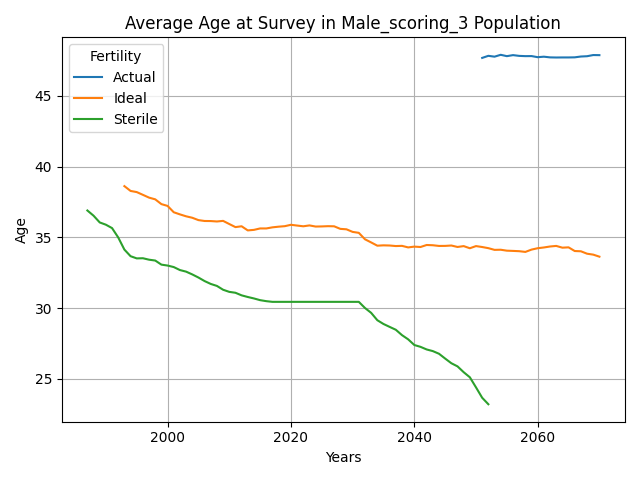 Average Age at Survey in Male_scoring_3 Population
Fertility
Actual
Ideal
Sterile
Age
45
40
35
30
25
2000
2020
2040
2060
Years